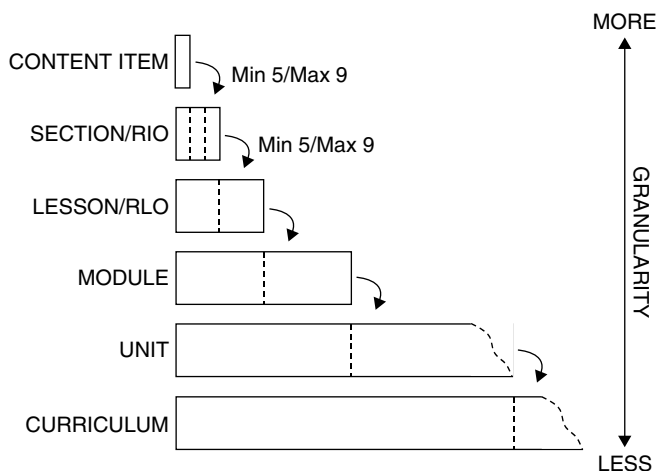 MORE
CONTENT ITEM
Min 5/Max 9
SECTION/RIO
Min 5/Max 9
LESSON/RLO
MODULE
UNIT
CURRICULUM
GRANULARITY
LESS